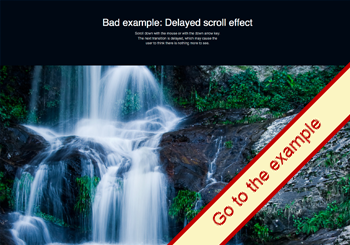 Bad example: Delayed scroll effect
Scroll down with the mouse or with the down arrow key.
The next transition is delayed, which may cause the
user to think there is nothing more to see.
Go to the example